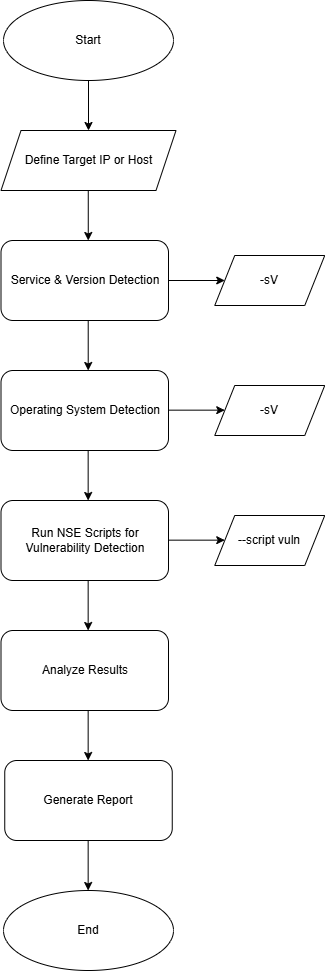 Start
Define Target IP or Host
Service & Version Detection
-sV
Operating System Detection
-sV
Run NSE Scripts for
Vulnerability Detection
--script vuln
Analyze Results
Generate Report
End